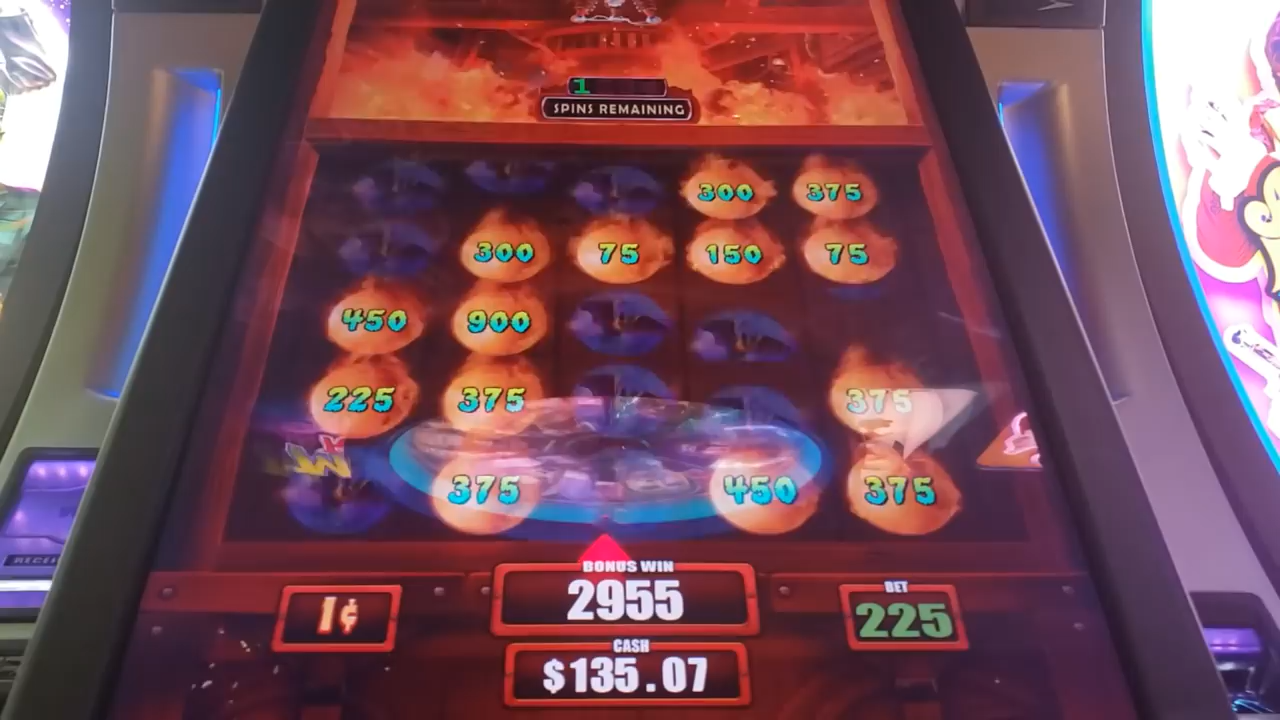 1
SPINS REMAINING
300 375
300 75 150 75
450 900
225 375 375
375 450 375
BONUS WIN
2955
1¢
BET
225
CASH
$135.07